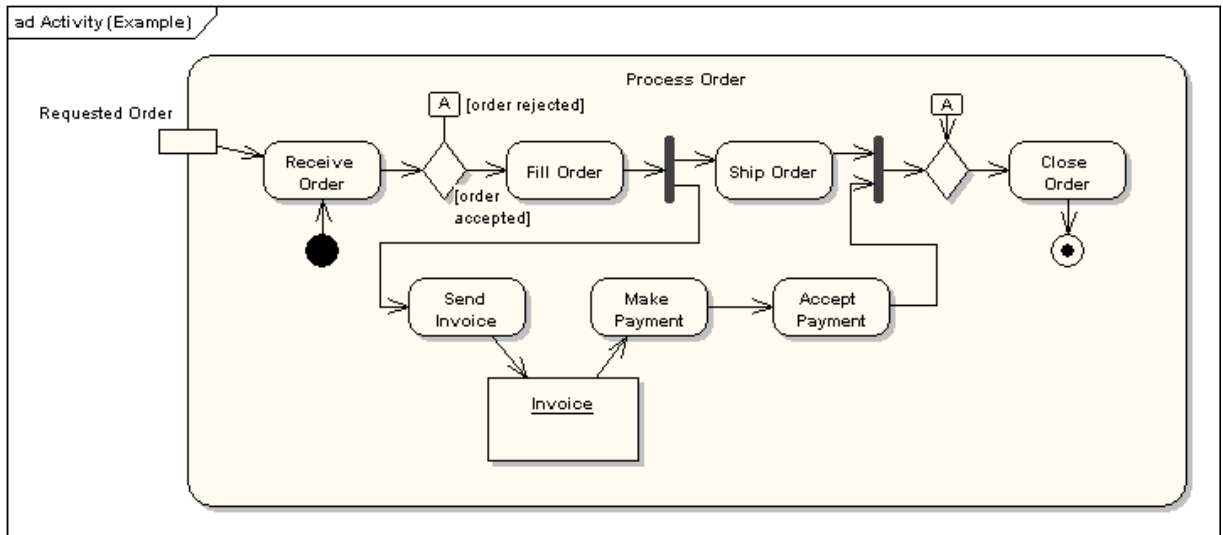 ad Activity (Example)
Process Order
Requested Order
A
[order rejected]
A
Receive
Order
Fill Order
Ship Order
Close
Order
[order
accepted]
Send
Invoice
Make
Payment
Accept
Payment
Invoice